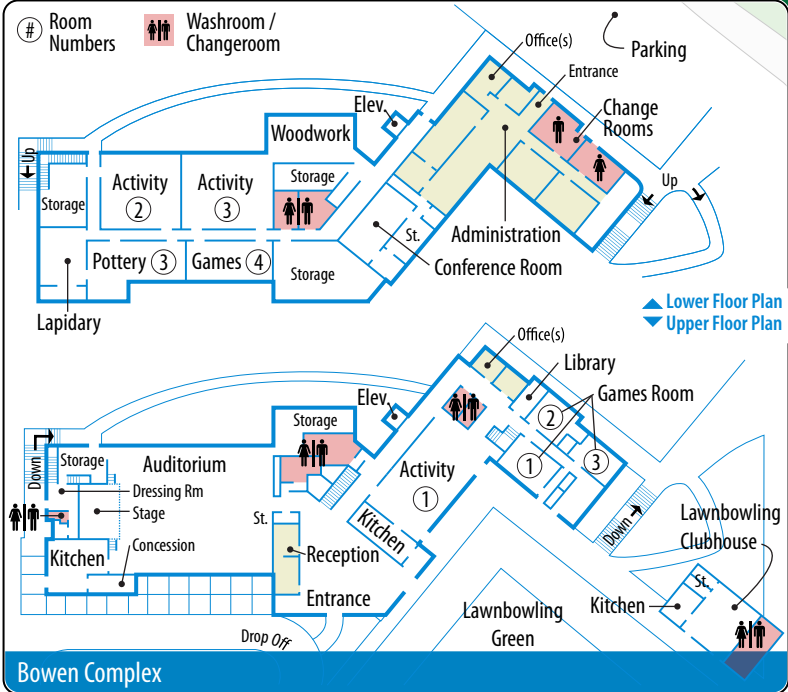 # Room Numbers
Washroom / Changeroom
Parking
Office(s)
Entrance
Change Rooms
Elev.
Woodwork
Up
Storage
Activity 2
Activity 3
Storage
Up
St.
Administration
Conference Room
Pottery 3
Games 4
Storage
Lapidary
Lower Floor Plan
Upper Floor Plan
Office(s)
Library
Games Room
Elev.
Storage
2
1
3
Down
Storage
Auditorium
Activity 1
Dressing Rm
Stage
St.
Kitchen
Down
Lawnbowling Clubhouse
Kitchen
Concession
Reception
Entrance
St.
Kitchen
Lawnbowling Green
Drop Off
Bowen Complex